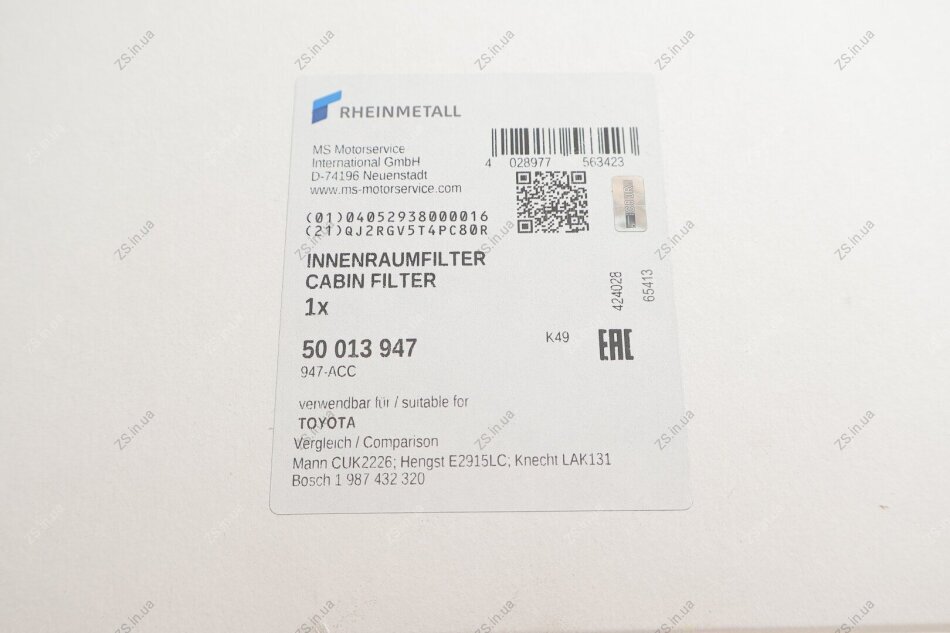 RHEINMETALL
MS Motorservice
International GmbH
D-74196 Neuenstadt
www.ms-motorservice.com
4 028977 563423
(01)04052938000016
(21)QJ2RGV5T4PC80R
INNENRAUMFILTER
CABIN FILTER
1x
424028
65413
50 013 947
947-ACC
K49
EAC
verwendbar für / suitable for
TOYOTA
Vergleich / Comparison
Mann CUK2226; Hengst E2915LC; Knecht LAK131
Bosch 1 987 432 320
ZS.in.ua